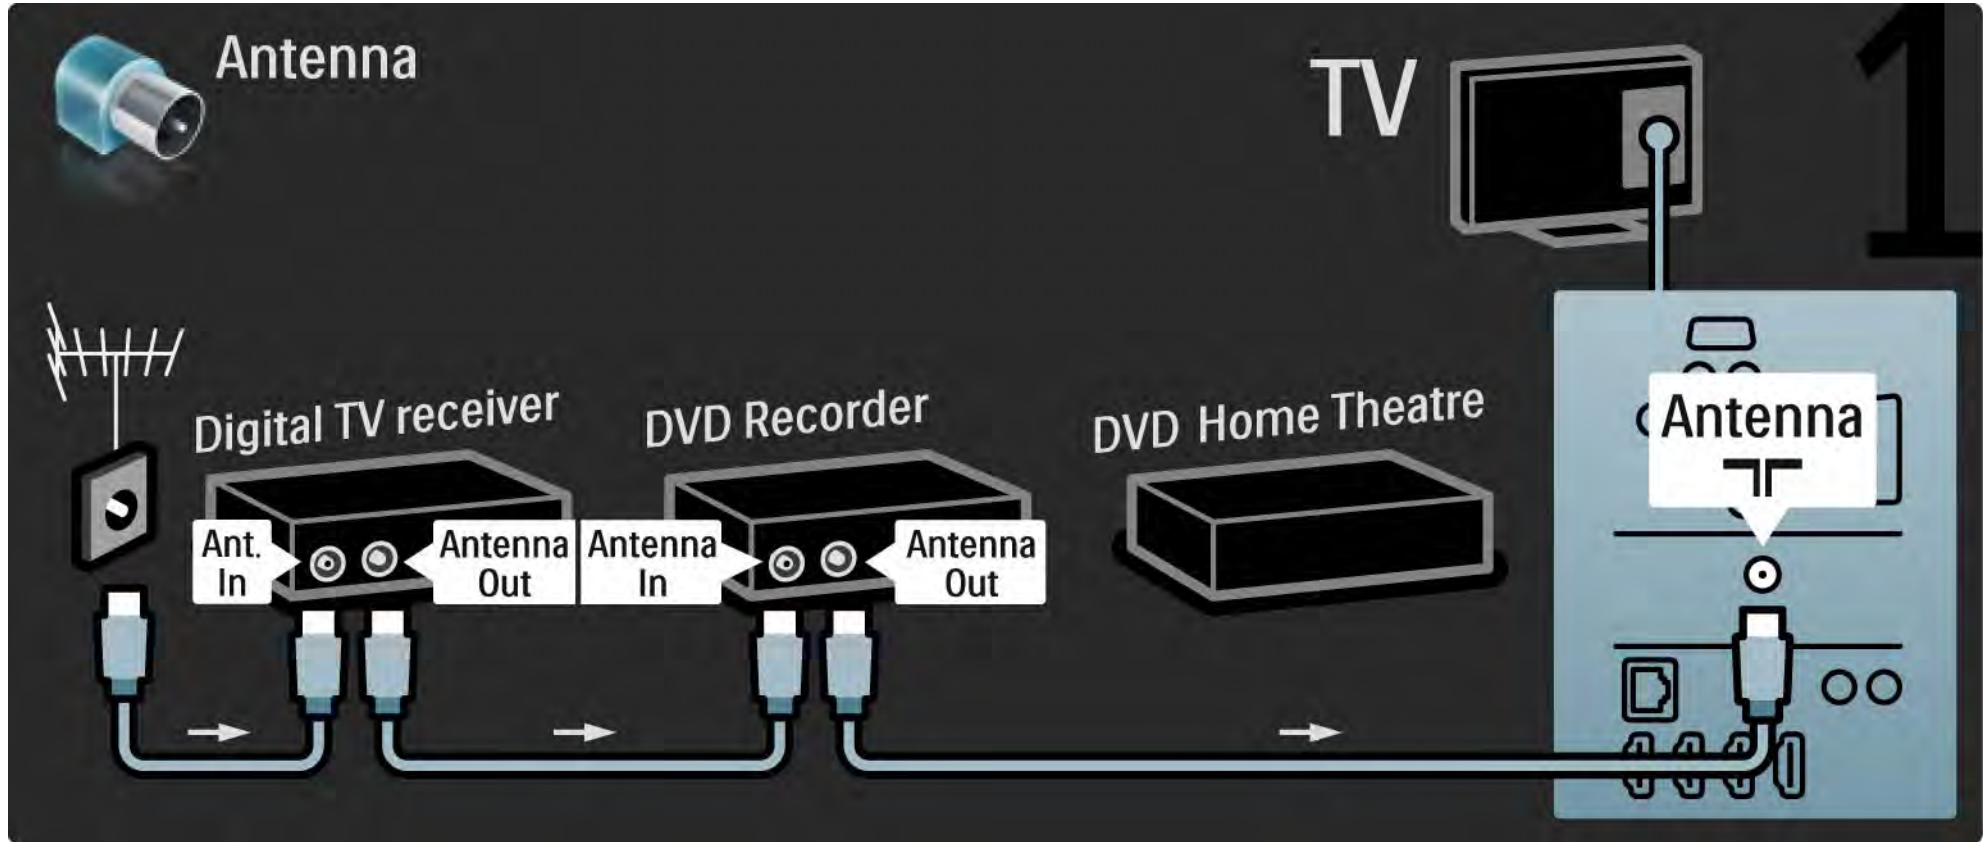 Antenna
TV
1
Digital TV receiver
DVD Recorder
DVD Home Theatre
Antenna
Ant.
In
Antenna
Out
Antenna
In
Antenna
Out